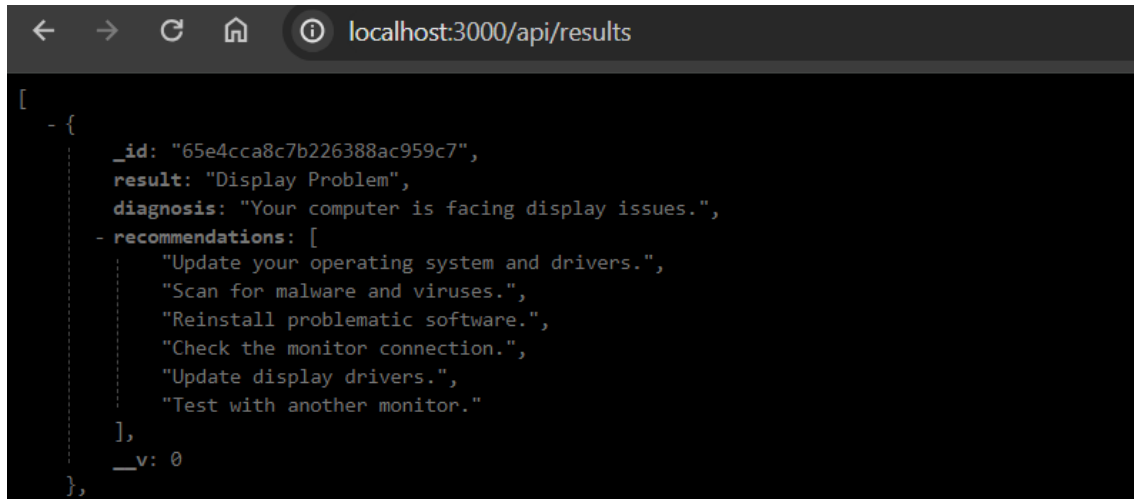 localhost:3000/api/results
[
- {
_id: "65e4cca8c7b226388ac959c7",
result: "Display Problem",
diagnosis: "Your computer is facing display issues.",
- recommendations: [
"Update your operating system and drivers.",
"Scan for malware and viruses.",
"Reinstall problematic software.",
"Check the monitor connection.",
"Update display drivers.",
"Test with another monitor."
],
__v: 0
},